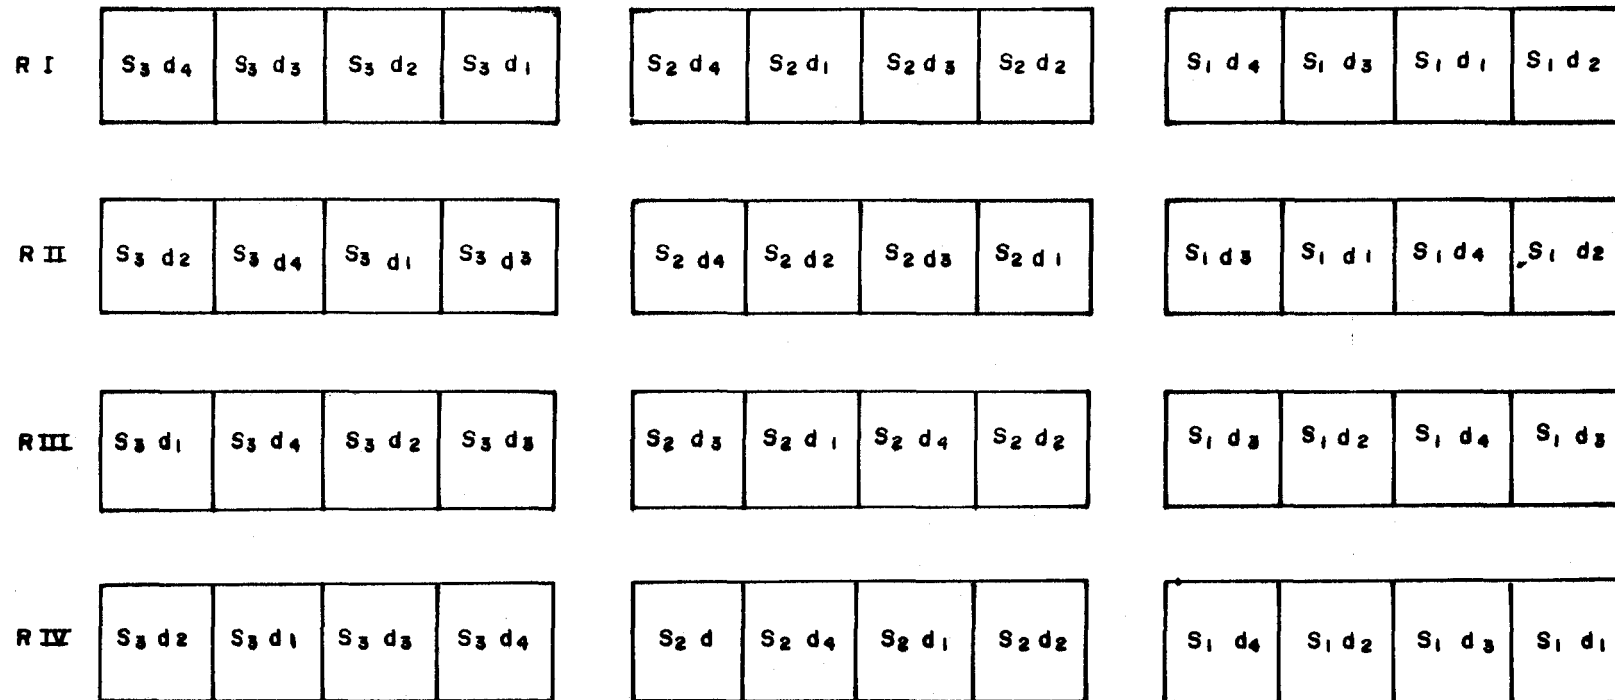 R I S₃ d₄ S₃ d₃ S₃ d₂ S₃ d₁ S₂ d₄ S₂ d₁ S₂ d₃ S₂ d₂ S₁ d₄ S₁ d₃ S₁ d₁ S₁ d₂
R II S₃ d₂ S₃ d₄ S₃ d₁ S₃ d₃ S₂ d₄ S₂ d₂ S₂ d₃ S₂ d₁ S₁ d₃ S₁ d₁ S₁ d₄ S₁ d₂
R III S₃ d₁ S₃ d₄ S₃ d₂ S₃ d₃ S₂ d₃ S₂ d₁ S₂ d₄ S₂ d₂ S₁ d₃ S₁ d₂ S₁ d₄ S₁ d₃
R IV S₃ d₂ S₃ d₁ S₃ d₃ S₃ d₄ S₂ d S₂ d₄ S₂ d₁ S₂ d₂ S₁ d₄ S₁ d₂ S₁ d₃ S₁ d₁